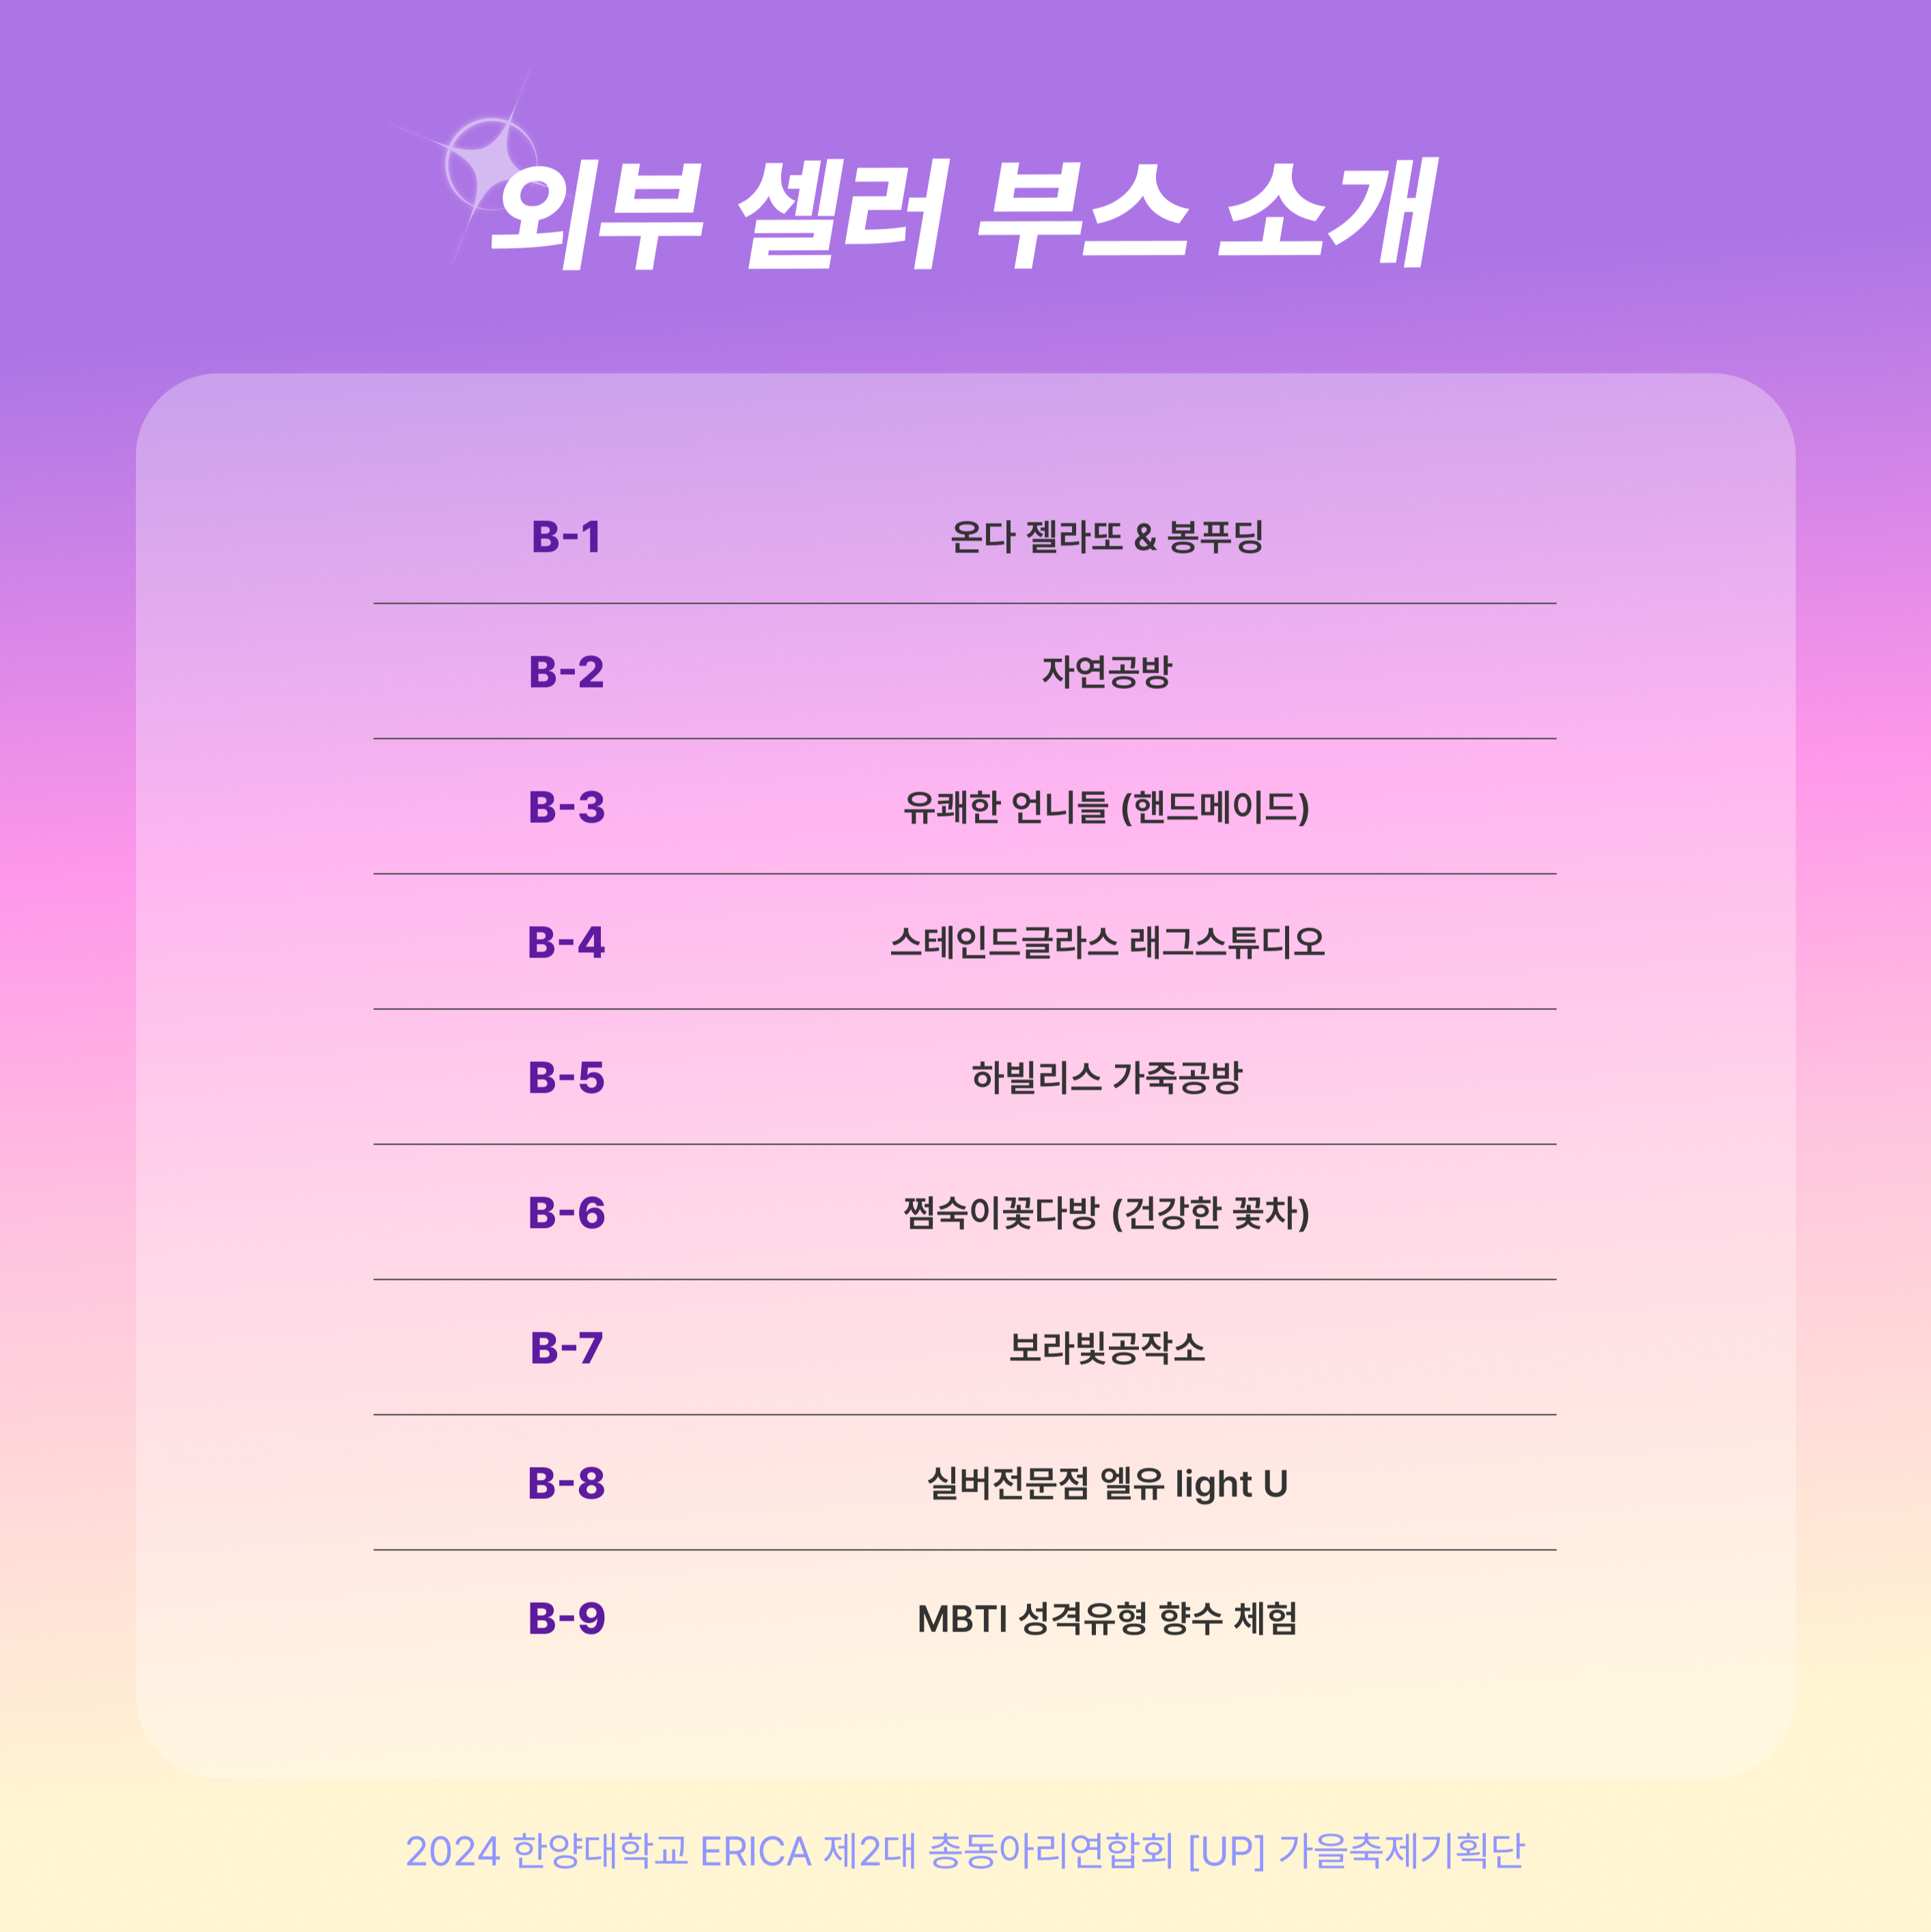 외부 셀러 부스 소개
B-1 온다 젤라또 & 봉푸딩
B-2 자연공방
B-3 유쾌한 언니들 (핸드메이드)
B-4 스테인드글라스 래그스튜디오
B-5 하빌리스 가죽공방
B-6 쨈숙이꽃다방 (건강한 꽃차)
B-7 보라빛공작소
B-8 실버전문점 엘유 light U
B-9 MBTI 성격유형 향수 체험
2024 한양대학교 ERICA 제2대 총동아리연합회 [UP] 가을축제기획단